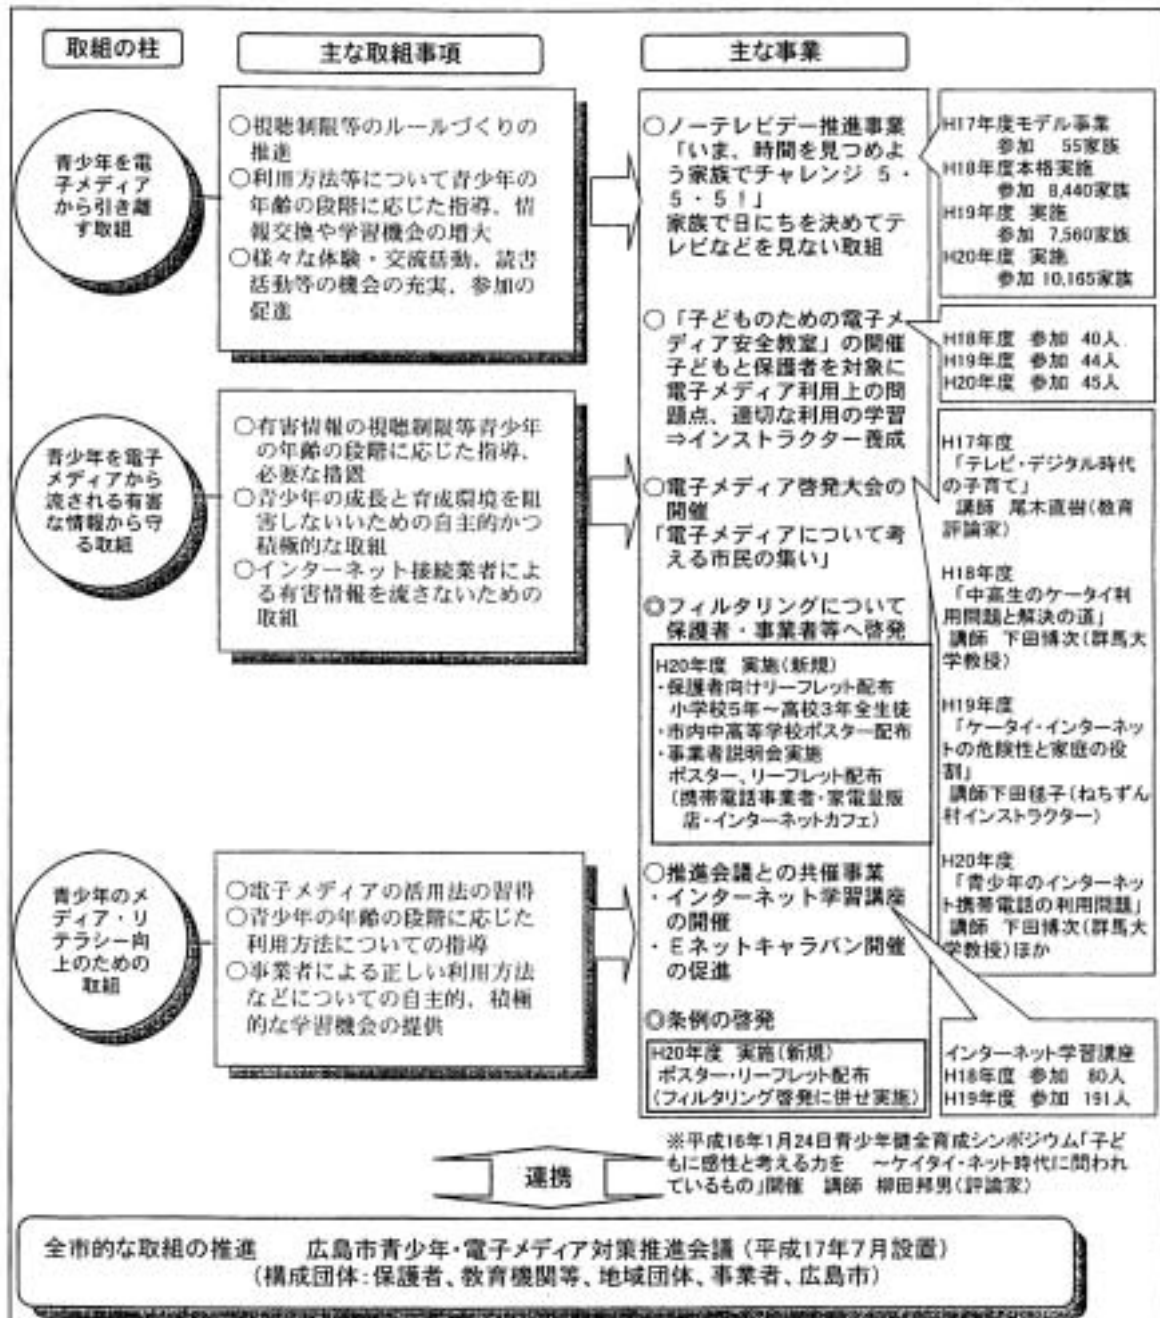 取組の柱
主な取組事項
主な事業
青少年を電
子メディア
から引き離
す取組
○視聴制限等のルールづくりの
推進
○利用方法等について青少年の
年齢の段階に応じた指導、情
報交換や学習機会の増大
○様々な体験・交流活動、読書
活動等の機会の充実、参加の
促進
青少年を電子
メディアから
流される有害
な情報から守
る取組
○有害情報の視聴制限等青少年
の年齢の段階に応じた指導、
必要な措置
○青少年の成長と育成環境を阻
害しないいための自主的かつ
積極的な取組
○インターネット接続業者によ
る有害情報を流さないための
取組
青少年のメ
ディア・リ
テラシー向
上のための
取組
○電子メディアの活用法の習得
○青少年の年齢の段階に応じた
利用方法についての指導
○事業者による正しい利用方法
などについての自主的、積極
的な学習機会の提供
○ノーテレビデー推進事業
「いま、時間を見つめよ
う家族でチャレンジ 5・
5・5!」
家族で日にちを決めてテ
レビなどを見ない取組
○「子どものための電子メ
ディア安全教室」の開催
子どもと保護者を対象に
電子メディア利用上の問
題点、適切な利用の学習
⇒インストラクター養成
○電子メディア啓発大会の
開催
「電子メディアについて考
える市民の集い」
◎フィルタリングについて
保護者・事業者等へ啓発
H20年度 実施(新規)
・保護者向けリーフレット配布
小学校5年~高校3年全生徒
・市内中高等学校ポスター配布
・事業者説明会実施
ポスター、リーフレット配布
(携帯電話事業者・家電量販
店・インターネットカフェ)
○推進会議との共催事業
・インターネット学習講座
の開催
・Eネットキャラバン開催
の促進
◎条例の啓発
H20年度 実施(新規)
ポスター・リーフレット配布
(フィルタリング啓発に併せ実施)
H17年度モデル事業
参加 55家族
H18年度本格実施
参加 8,440家族
H19年度 実施
参加 7,560家族
H20年度 実施
参加 10,165家族
H18年度 参加 40人
H19年度 参加 44人
H20年度 参加 45人
H17年度
「テレビ・デジタル時代
の子育て」
講師 尾木直樹(教育
評論家)
H18年度
「中高生のケータイ利
用問題と解決の道」
講師 下田博次(群馬大
学教授)
H19年度
「ケータイ・インターネッ
トの危険性と家庭の役
割」
講師下田 子(ねちずん
村インストラクター)
H20年度
「青少年のインターネッ
ト携帯電話の利用問題」
講師 下田博次(群馬大
学教授)ほか
インターネット学習講座
H18年度 参加 80人
H19年度 参加 191人
※平成16年1月24日青少年健全育成シンポジウム「子ど
もに感性と考える力を ~ケイタイ・ネット時代に問われ
ているもの」開催 講師 柳田邦男(評論家)
連携
全市的な取組の推進 広島市青少年・電子メディア対策推進会議(平成17年7月設置)
(構成団体:保護者、教育機関等、地域団体、事業者、広島市)